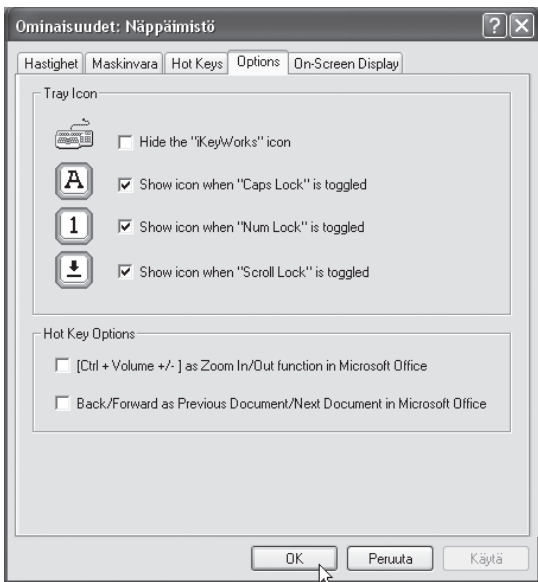 Ominaisuudet: Näppäimistö
Hastighet Maskinvara Hot Keys Options On-Screen Display
Tray Icon
Hide the "iKeyWorks" icon
A
Show icon when "Caps Lock" is toggled
1
Show icon when "Num Lock" is toggled
Show icon when "Scroll Lock" is toggled
Hot Key Options
[Ctrl + Volume +/- ] as Zoom In/Out function in Microsoft Office
Back/Forward as Previous Document/Next Document in Microsoft Office
OK Peruuta Käytä